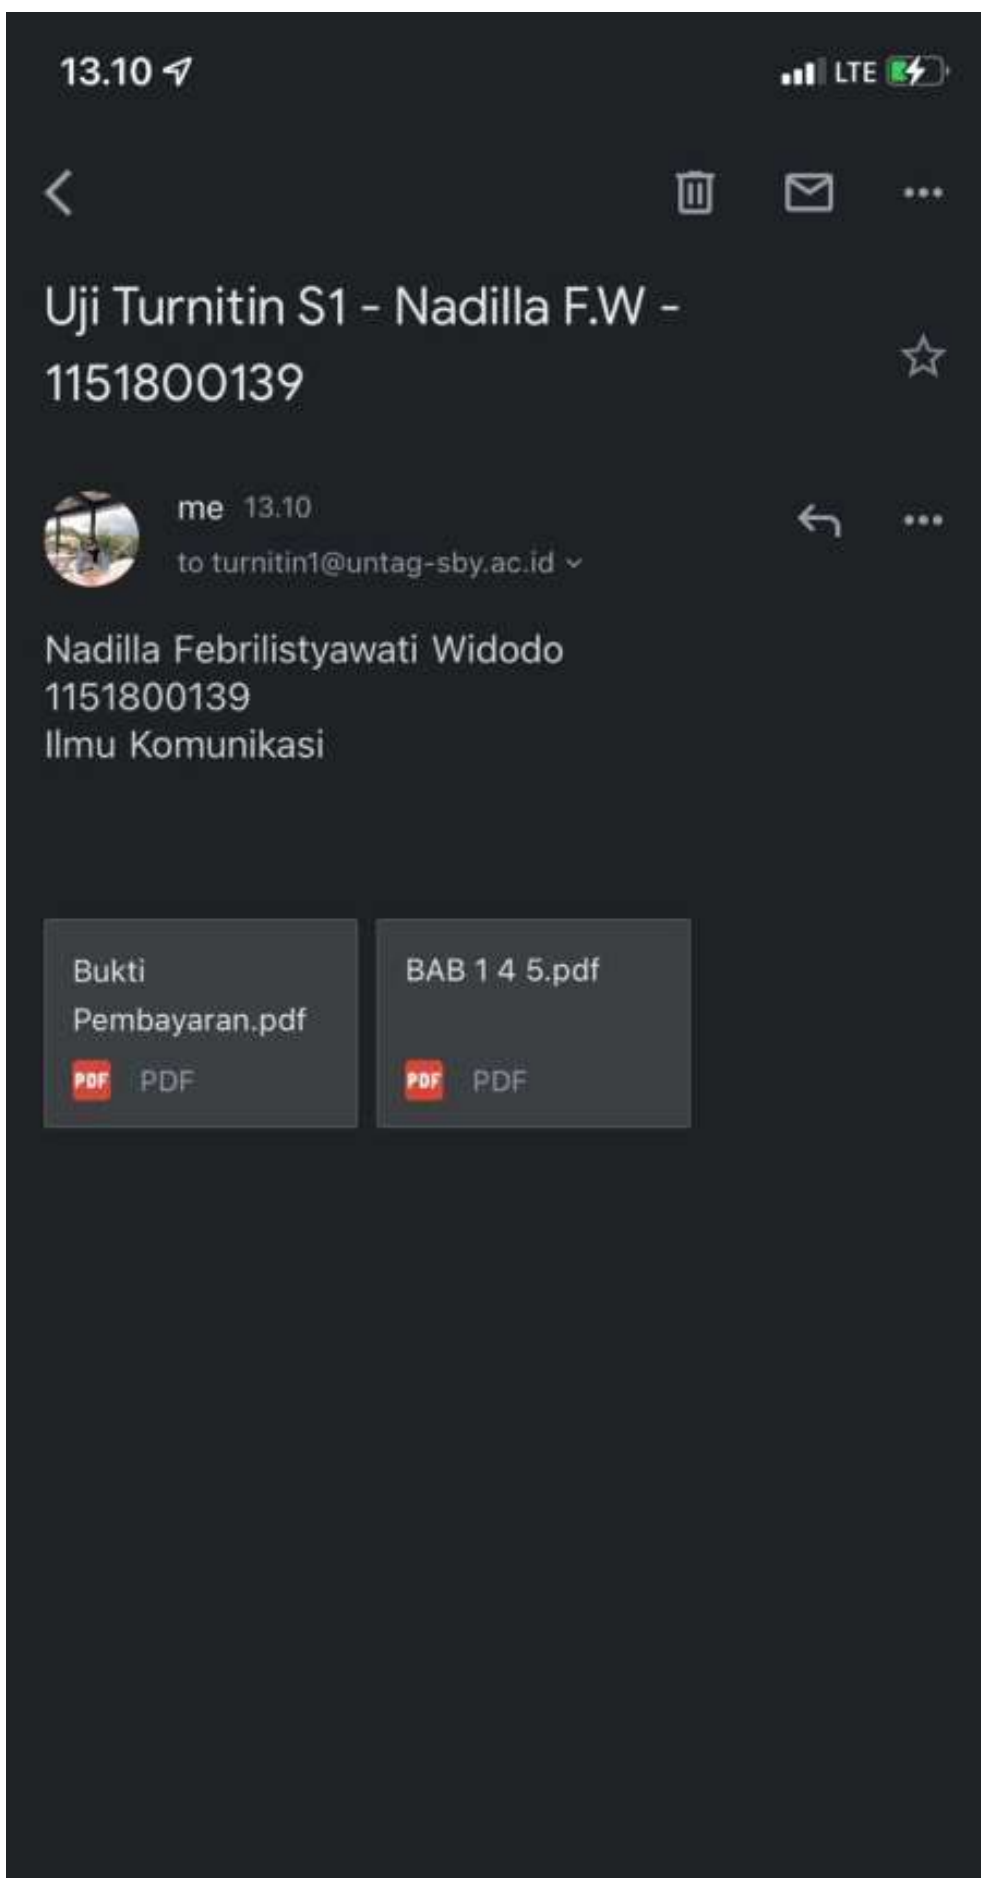 13.10 LTE
Uji Turnitin S1 - Nadilla F.W -
1151800139
me 13.10
to turnitin1@untag-sby.ac.id
Nadilla Febrilistyawati Widodo
1151800139
Ilmu Komunikasi
Bukti
Pembayaran.pdf
PDF PDF
BAB 1 4 5.pdf
PDF PDF